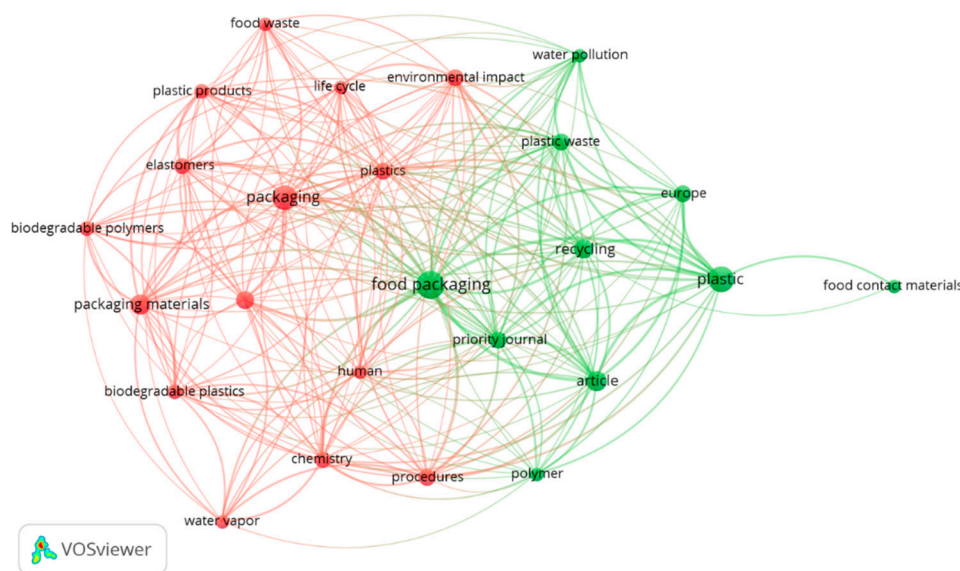 food waste
water pollution
environmental impact
life cycle
plastic products
plastic waste
elastomers
plastics
europe
packaging
biodegradable polymers
recycling
plastic
food packaging
food contact materials
packaging materials
priority journal
human
article
biodegradable plastics
chemistry
polymer
procedures
water vapor
VOSviewer